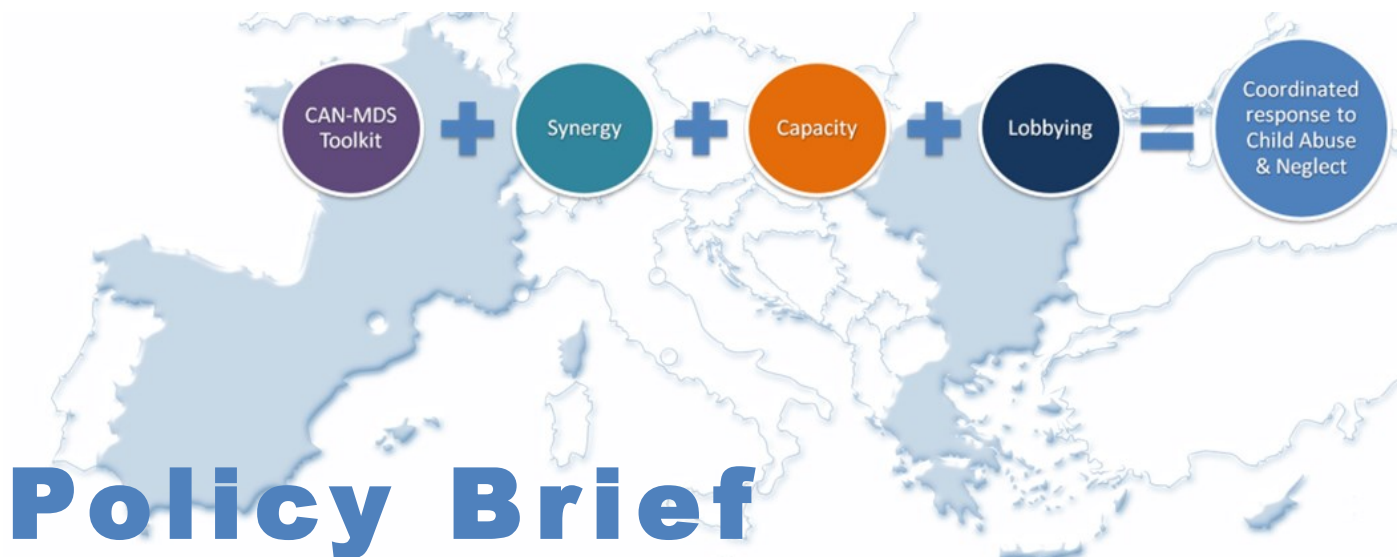 CAN-MDS
Toolkit
+
Synergy
+
Capacity
+
Lobbying
=
Coordinated
response to
Child Abuse
& Neglect
Policy Brief